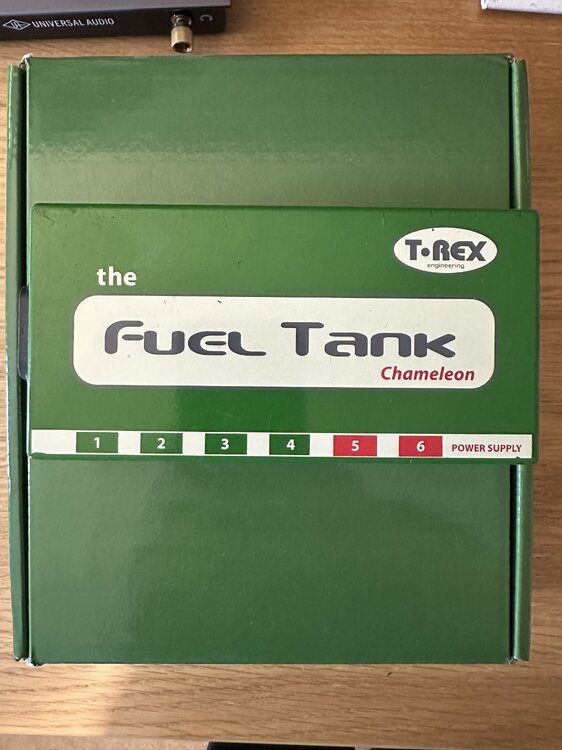 UNIVERSAL AUDIO
C
T•REX
engineering
the
Fuel Tank
Chameleon
1 2 3 4 5 6 POWER SUPPLY